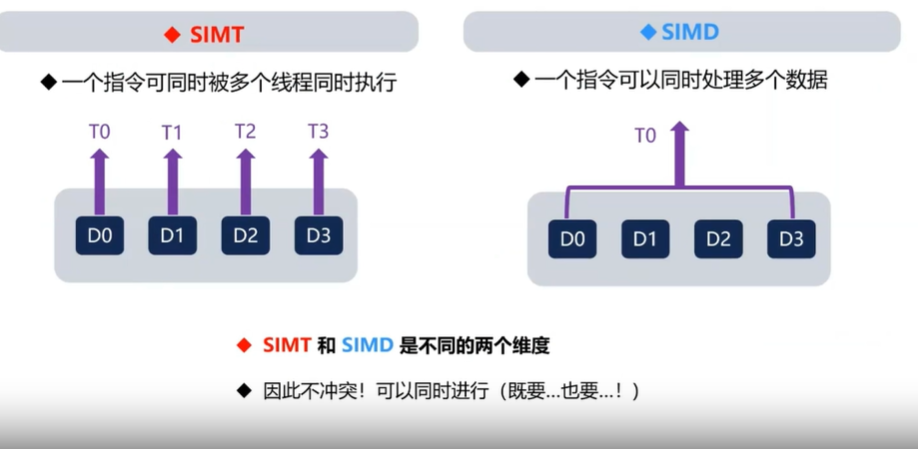 ◆ SIMT
◆ SIMD
◆ 一个指令可同时被多个线程同时执行
◆ 一个指令可以同时处理多个数据
T0 T1 T2 T3
T0
D0 D1 D2 D3
D0 D1 D2 D3
◆ SIMT 和 SIMD 是不同的两个维度
◆ 因此不冲突！可以同时进行（既要...也要...！）